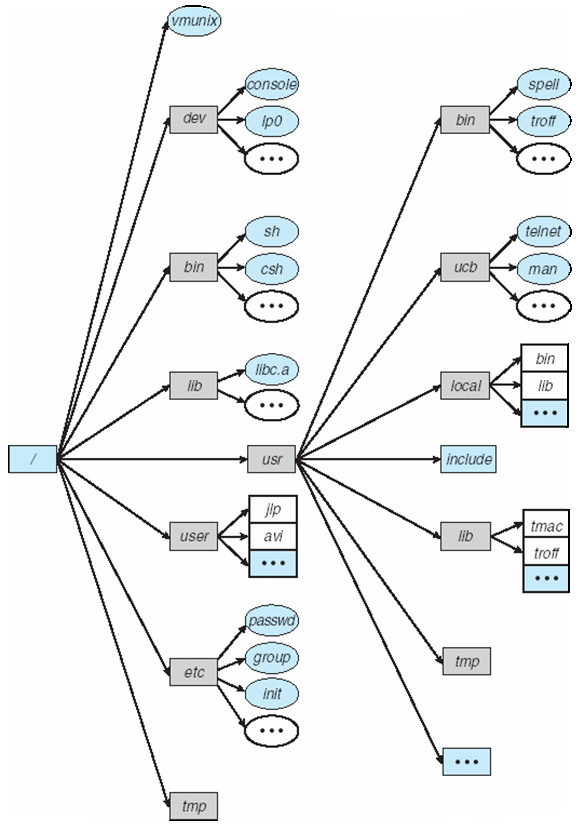 vmunix
console
dev
lp0
•••
sh
bin
csh
•••
libc.a
lib
•••
/
usr
jlp
user
avi
•••
passwd
group
etc
init
•••
tmp
spell
bin
troff
•••
telnet
ucb
man
•••
bin
local
lib
•••
include
tmac
lib
troff
•••
tmp
•••